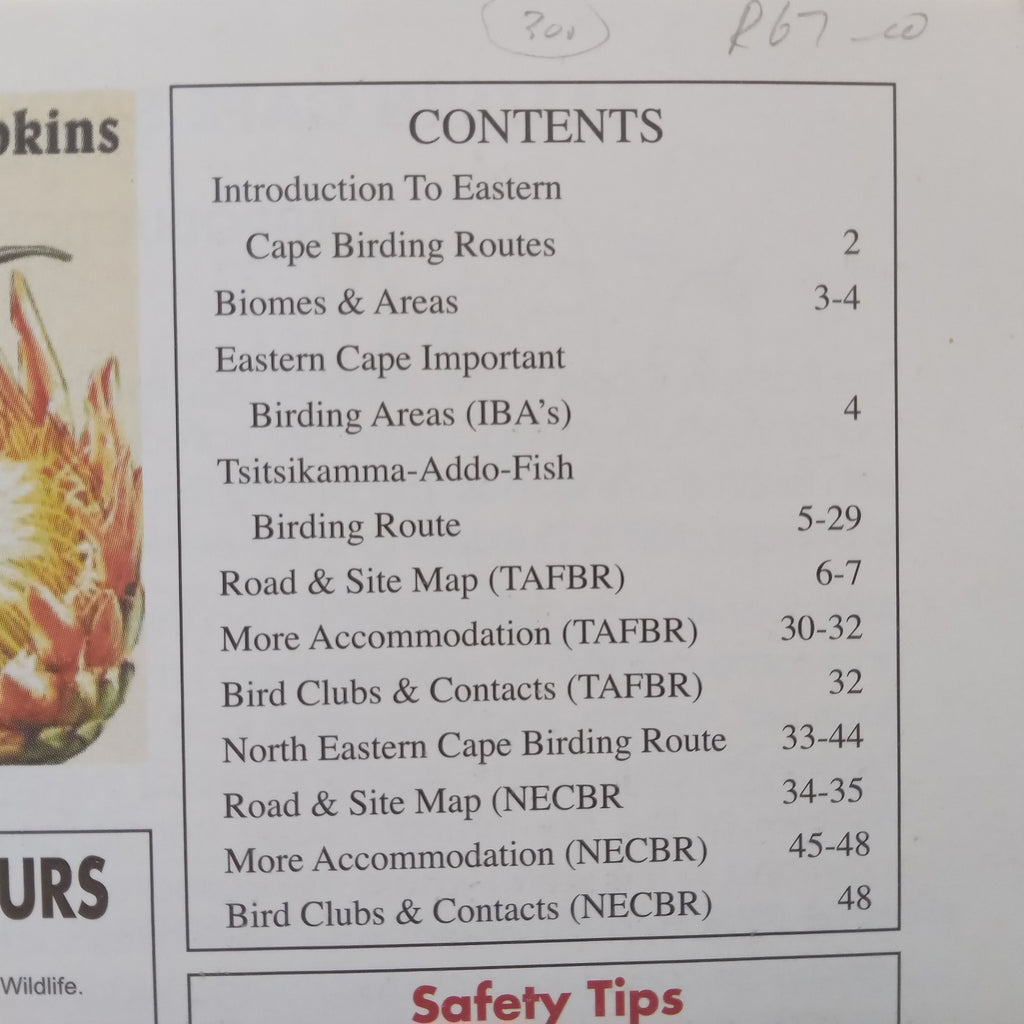 300
R67-00
okins
CONTENTS
Introduction To Eastern
Cape Birding Routes 2
Biomes & Areas 3-4
Eastern Cape Important
Birding Areas (IBA's) 4
Tsitsikamma-Addo-Fish
Birding Route 5-29
Road & Site Map (TAFBR) 6-7
More Accommodation (TAFBR) 30-32
Bird Clubs & Contacts (TAFBR) 32
North Eastern Cape Birding Route 33-44
Road & Site Map (NECBR 34-35
More Accommodation (NECBR) 45-48
Bird Clubs & Contacts (NECBR) 48
URS
Wildlife.
Safety Tips